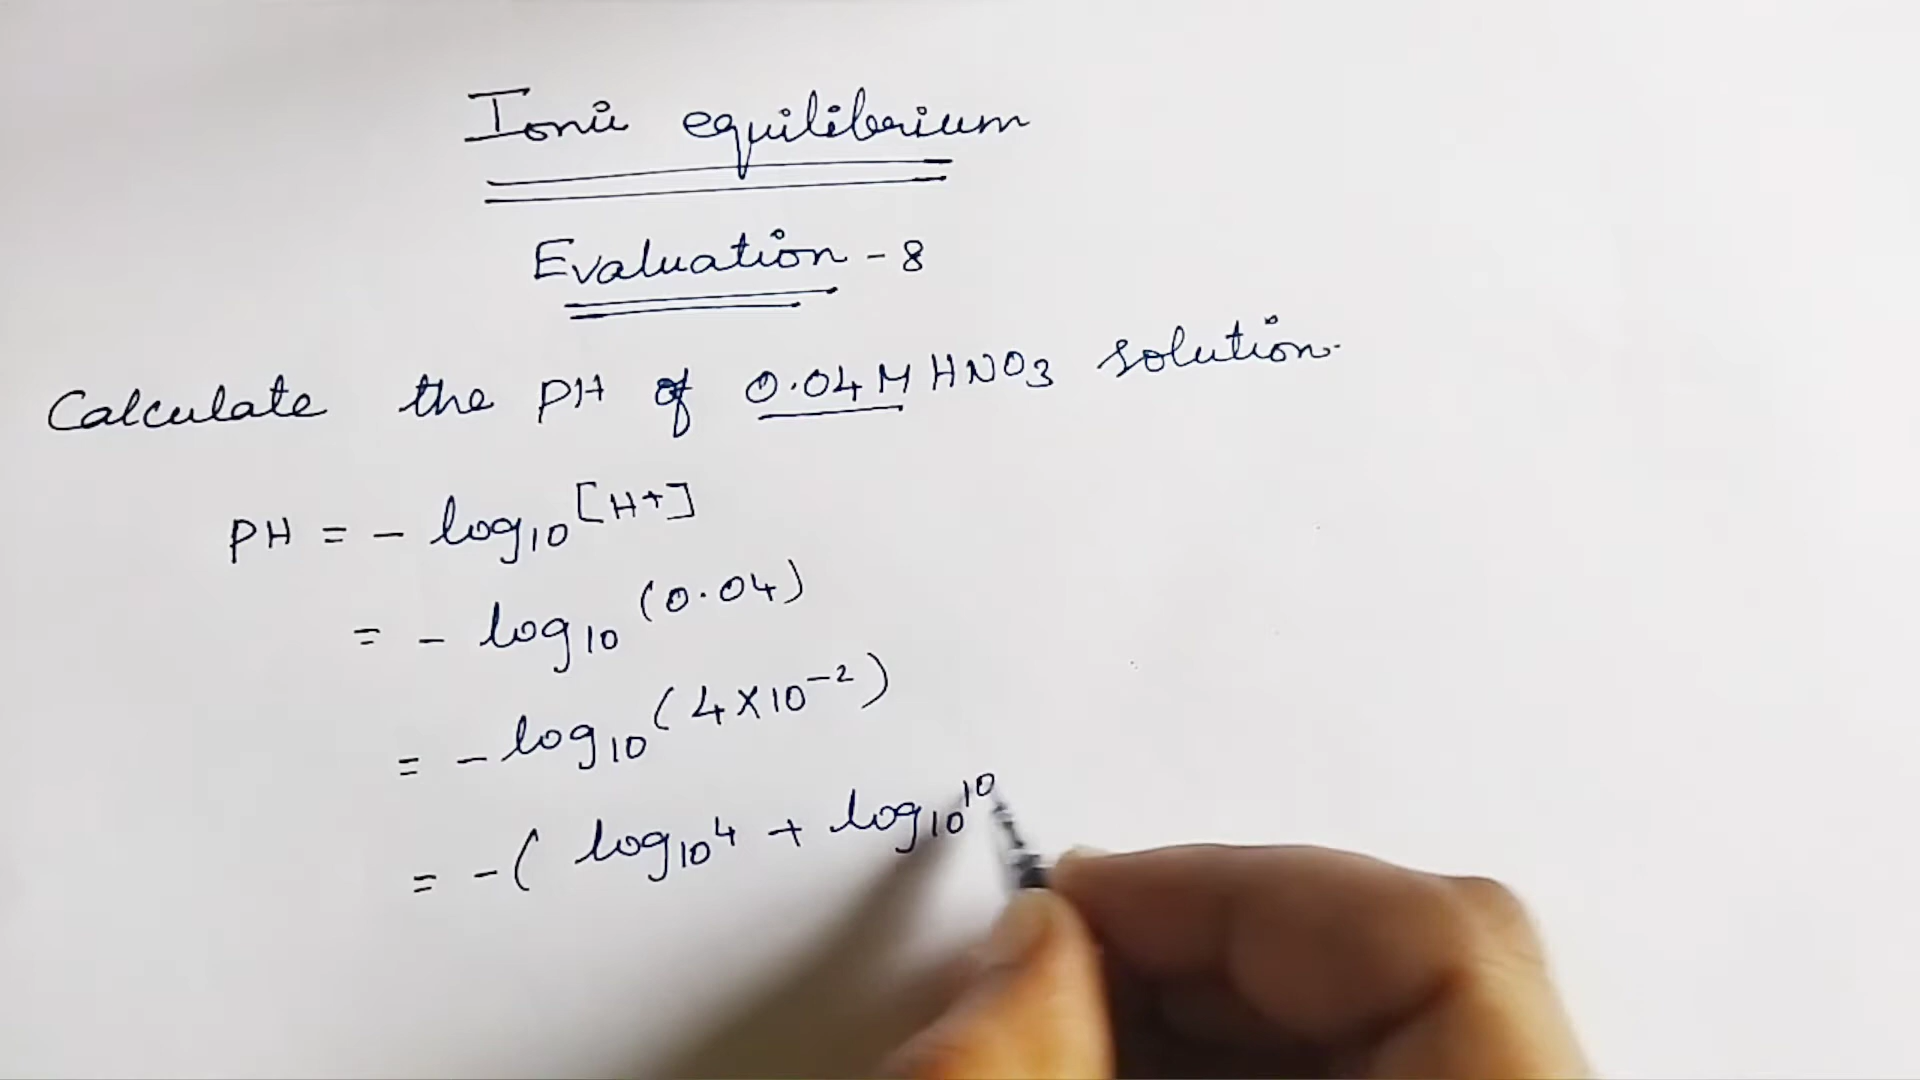 Ionic equilibrium
Evaluation - 8
Calculate the PH of 0.04M HNO3 solution.
PH = - log10 [H+]
= - log10 (0.04)
= - log10 (4×10⁻²)
= - ( log10 4 + log10 10